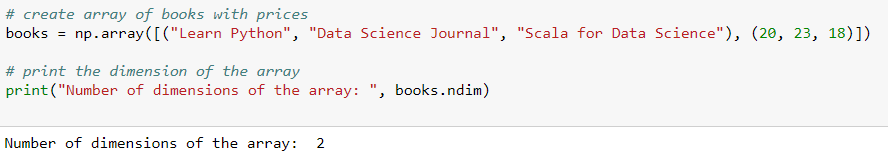 # create array of books with prices
books = np.array([("Learn Python", "Data Science Journal", "Scala for Data Science"), (20, 23, 18)])
# print the dimension of the array
print("Number of dimensions of the array: ", books.ndim)
Number of dimensions of the array:  2